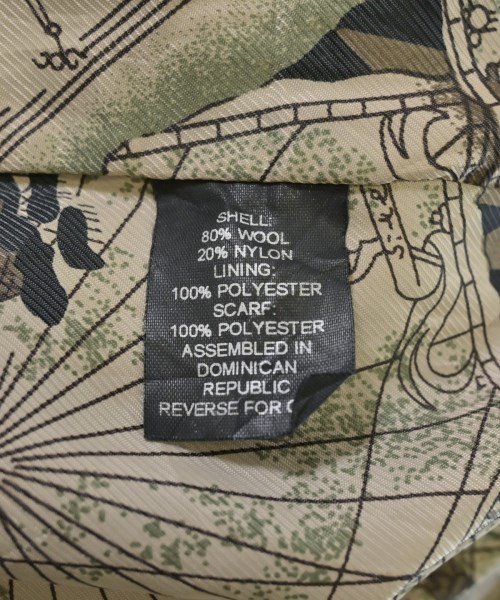 SHELL:
80% WOOL
20% NYLON
LINING:
100% POLYESTER
SCARF:
100% POLYESTER
ASSEMBLED IN
DOMINICAN
REPUBLIC
REVERSE FOR